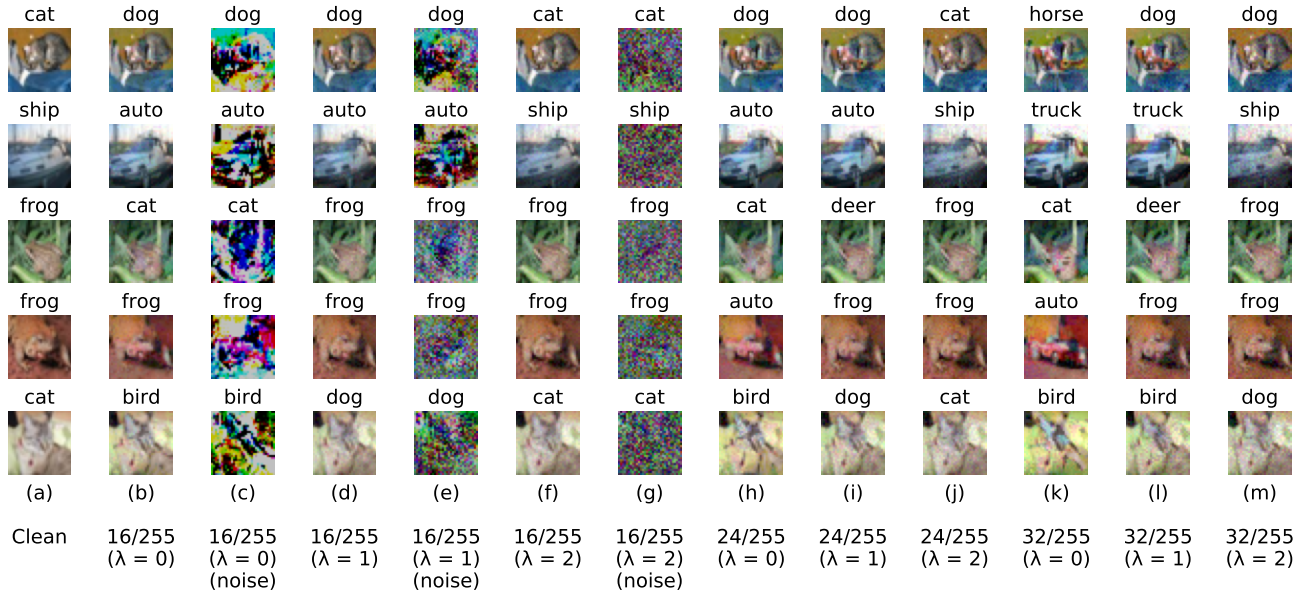 cat dog dog dog dog cat cat dog dog cat horse dog dog
ship auto auto auto auto ship ship auto auto ship truck truck ship
frog cat cat frog frog frog frog cat deer frog cat deer frog
frog frog frog frog frog frog frog auto frog frog auto frog frog
cat bird bird dog dog cat cat bird dog cat bird bird dog
(a) (b) (c) (d) (e) (f) (g) (h) (i) (j) (k) (l) (m)
Clean 16/255 16/255 16/255 16/255 16/255 16/255 24/255 24/255 24/255 32/255 32/255 32/255
(λ = 0) (λ = 0) (λ = 1) (λ = 1) (λ = 2) (λ = 2) (λ = 0) (λ = 1) (λ = 2) (λ = 0) (λ = 1) (λ = 2)
(noise) (noise) (noise)